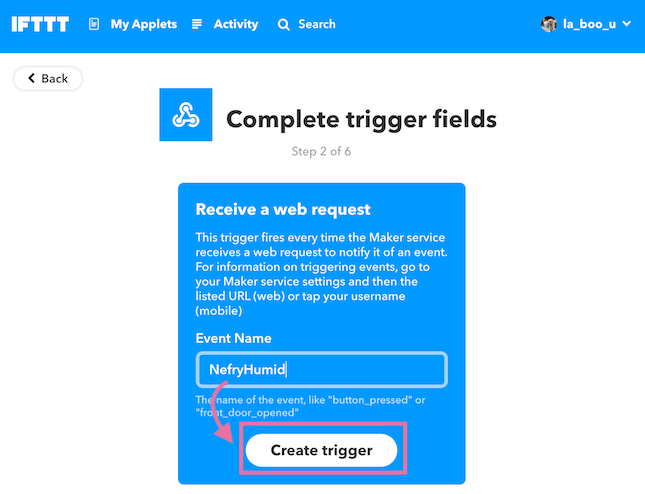 IFTTT My Applets Activity Search la_boo_u
Back
Complete trigger fields
Step 2 of 6
Receive a web request
This trigger fires every time the Maker service
receives a web request to notify it of an event.
For information on triggering events, go to
your Maker service settings and then the
listed URL (web) or tap your username
(mobile)
Event Name
NefryHumid
The name of the event, like "button_pressed" or
"front_door_opened"
Create trigger